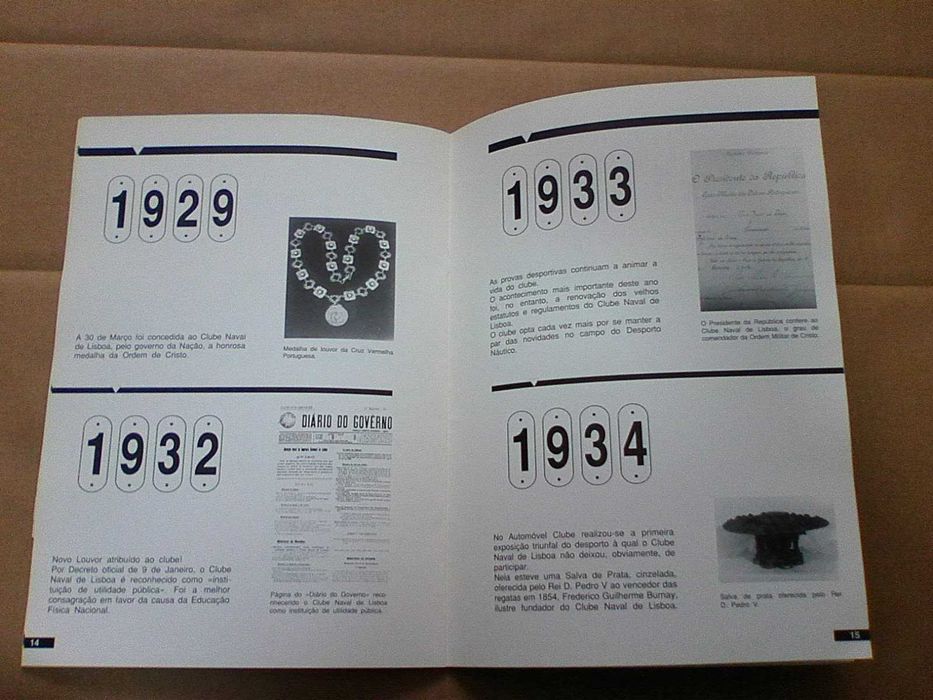 1929
A 30 de Março foi concedida ao Clube Naval
de Lisboa, pelo governo da Nação, a honrosa
medalha da Ordem de Cristo.
Medalha de louvor da Cruz Vermelha
Portuguesa.
1932
Novo Louvor atribuído ao clube!
Por Decreto oficial de 9 de Janeiro, o Clube
Naval de Lisboa é reconhecido como «insti-
tuição de utilidade pública». Foi a melhor
consagração em favor da causa da Educação
Física Nacional.
DIÁRIO DO GOVERNO
Página do «Diário do Governo» reco-
nhecendo o Clube Naval de Lisboa
como instituição de utilidade pública.
14
1933
As provas desportivas continuam a animar a
vida do clube.
O acontecimento mais importante deste ano
foi, no entanto, a renovação dos velhos
estatutos e regulamentos do Clube Naval de
Lisboa.
O clube opta cada vez mais por se manter a
par das novidades no campo do Desporto
Náutico.
O Presidente da República
O Presidente da República confere ao
Clube Naval de Lisboa, o grau de
comendador da Ordem Militar de Cristo.
1934
No Automóvel Clube realizou-se a primeira
exposição triunfal do desporto à qual o Clube
Naval de Lisboa não deixou, obviamente, de
participar.
Nela esteve uma Salva de Prata, cinzelada,
oferecida pelo Rei D. Pedro V ao vencedor das
regatas em 1854, Frederico Guilherme Burnay,
ilustre fundador do Clube Naval de Lisboa.
Salva de prata oferecida pelo Rei
D. Pedro V.
15